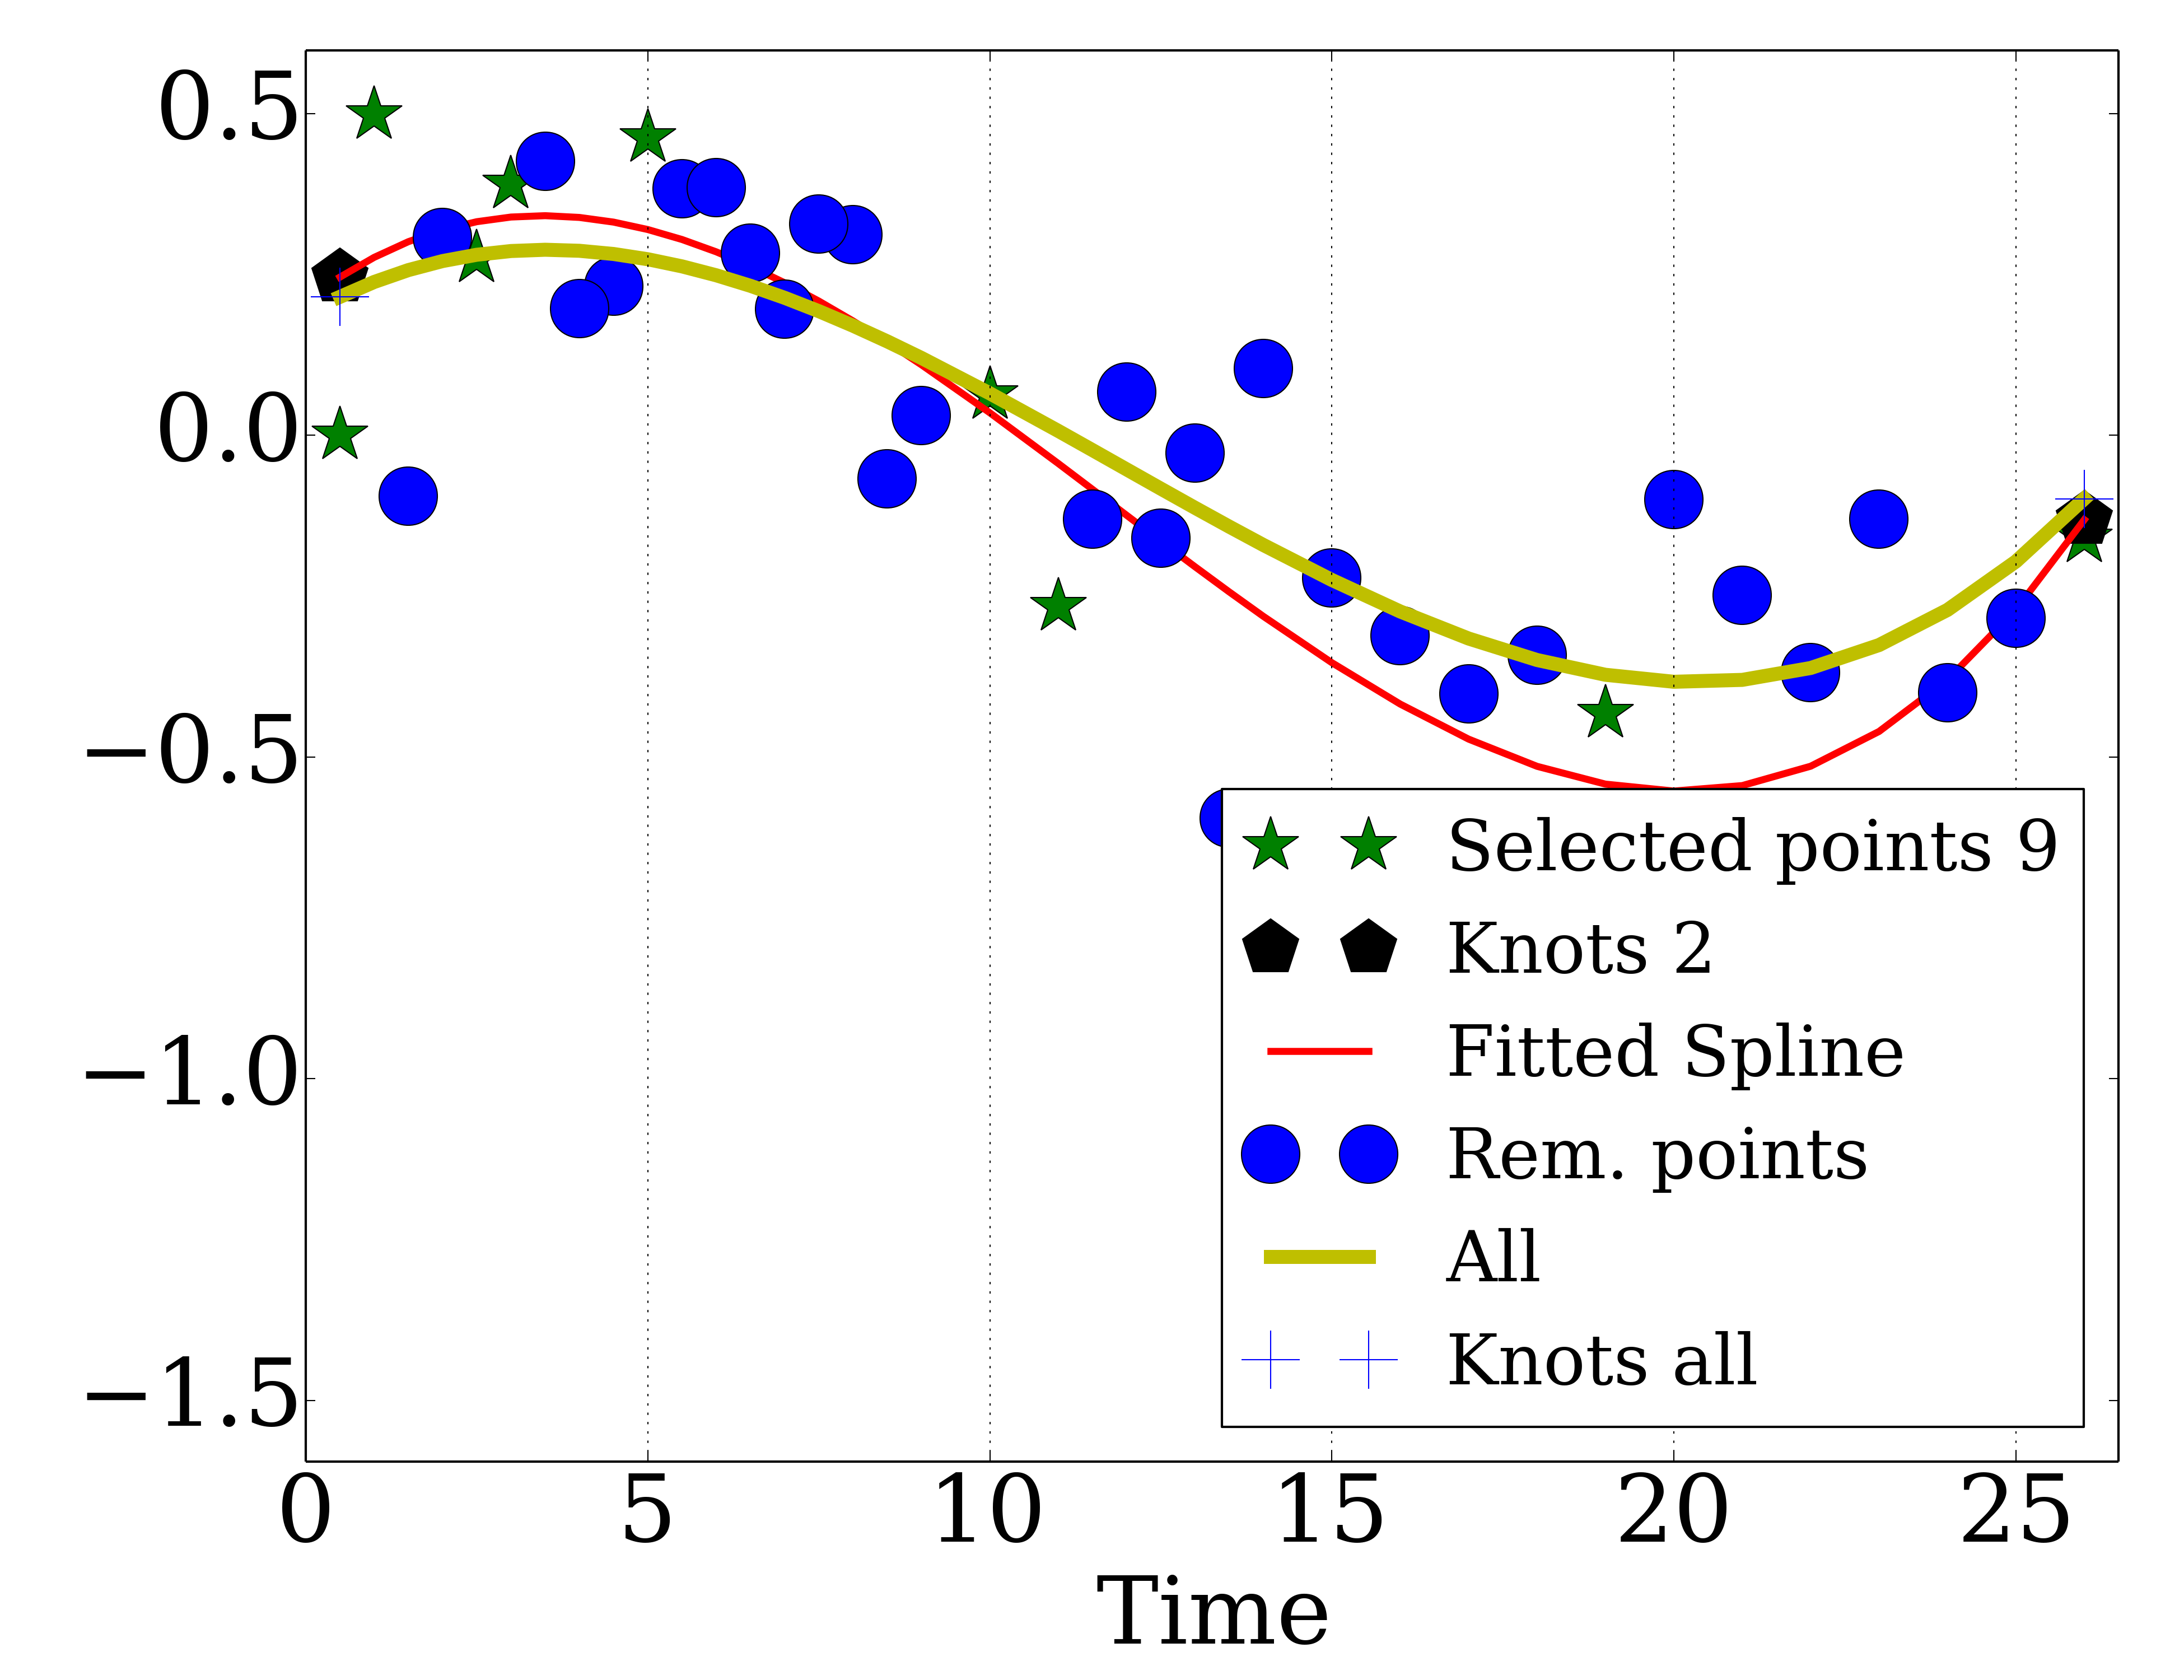 0.5
0.0
−0.5
−1.0
−1.5
Selected points 9
Knots 2
Fitted Spline
Rem. points
All
Knots all
0 5 10 15 20 25
Time